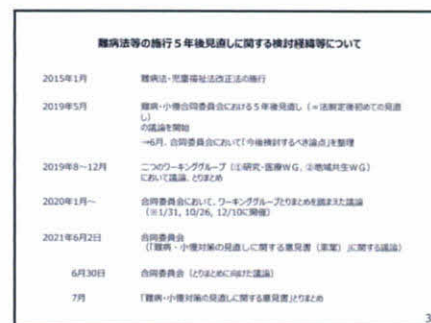 難病法等の施行5年後見直しに関する検討経緯等について
2015年1月 難病法・児童福祉法改正法の施行
2019年5月 難病・小慢合同委員会における5年後見直し（＝法制定後初めての見直
し）
の議論を開始
→6月、合同委員会において「今後検討するべき論点」を整理
2019年8～12月 二つのワーキンググループ（①研究・医療WG、②地域共生WG）
において議論、とりまとめ
2020年1月～ 合同委員会において、ワーキンググループとりまとめを踏まえた議論
（※1/31, 10/26, 12/10に開催）
2021年6月2日 合同委員会
（「難病・小慢対策の見直しに関する意見書（素案）」に関する議論）
6月30日 合同委員会（とりまとめに向けた議論）
7月 「難病・小慢対策の見直しに関する意見書」とりまとめ
3